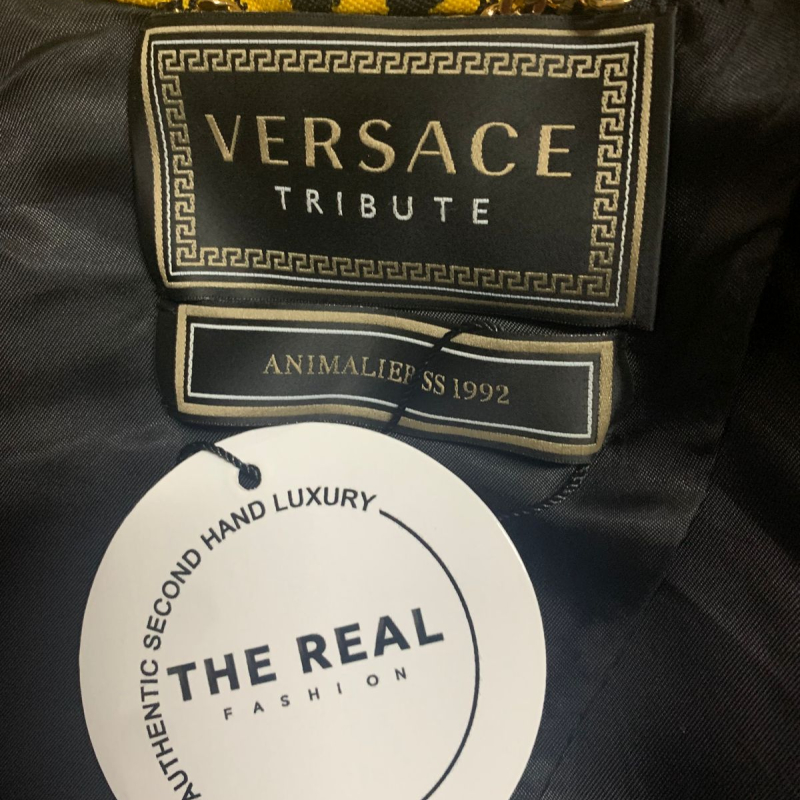 VERSACE
TRIBUTE
ANIMALIER SS 1992
AUTHENTIC SECOND HAND LUXURY
THE REAL
FASHION